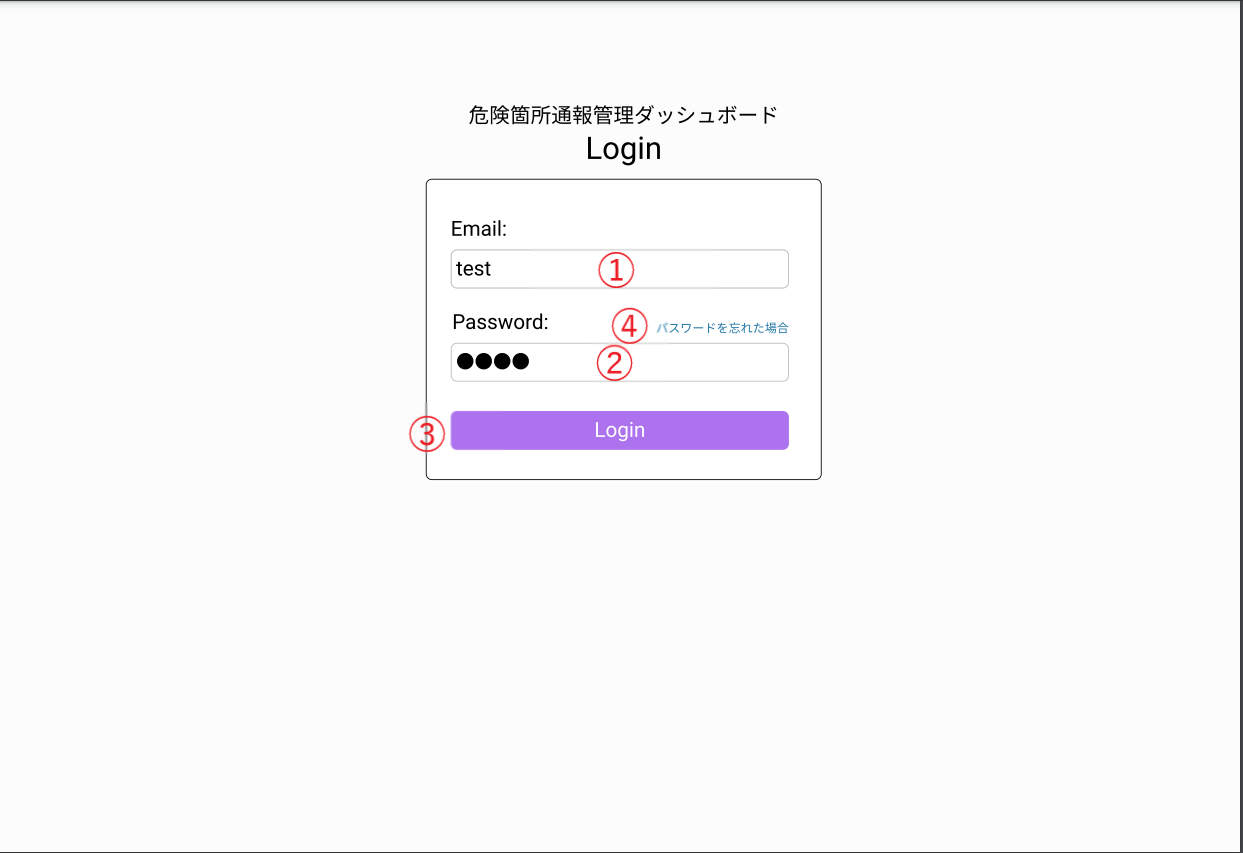 危険箇所通報管理ダッシュボード
Login
Email:
test ①
Password: ④ パスワードを忘れた場合
●●●● ②
③ Login